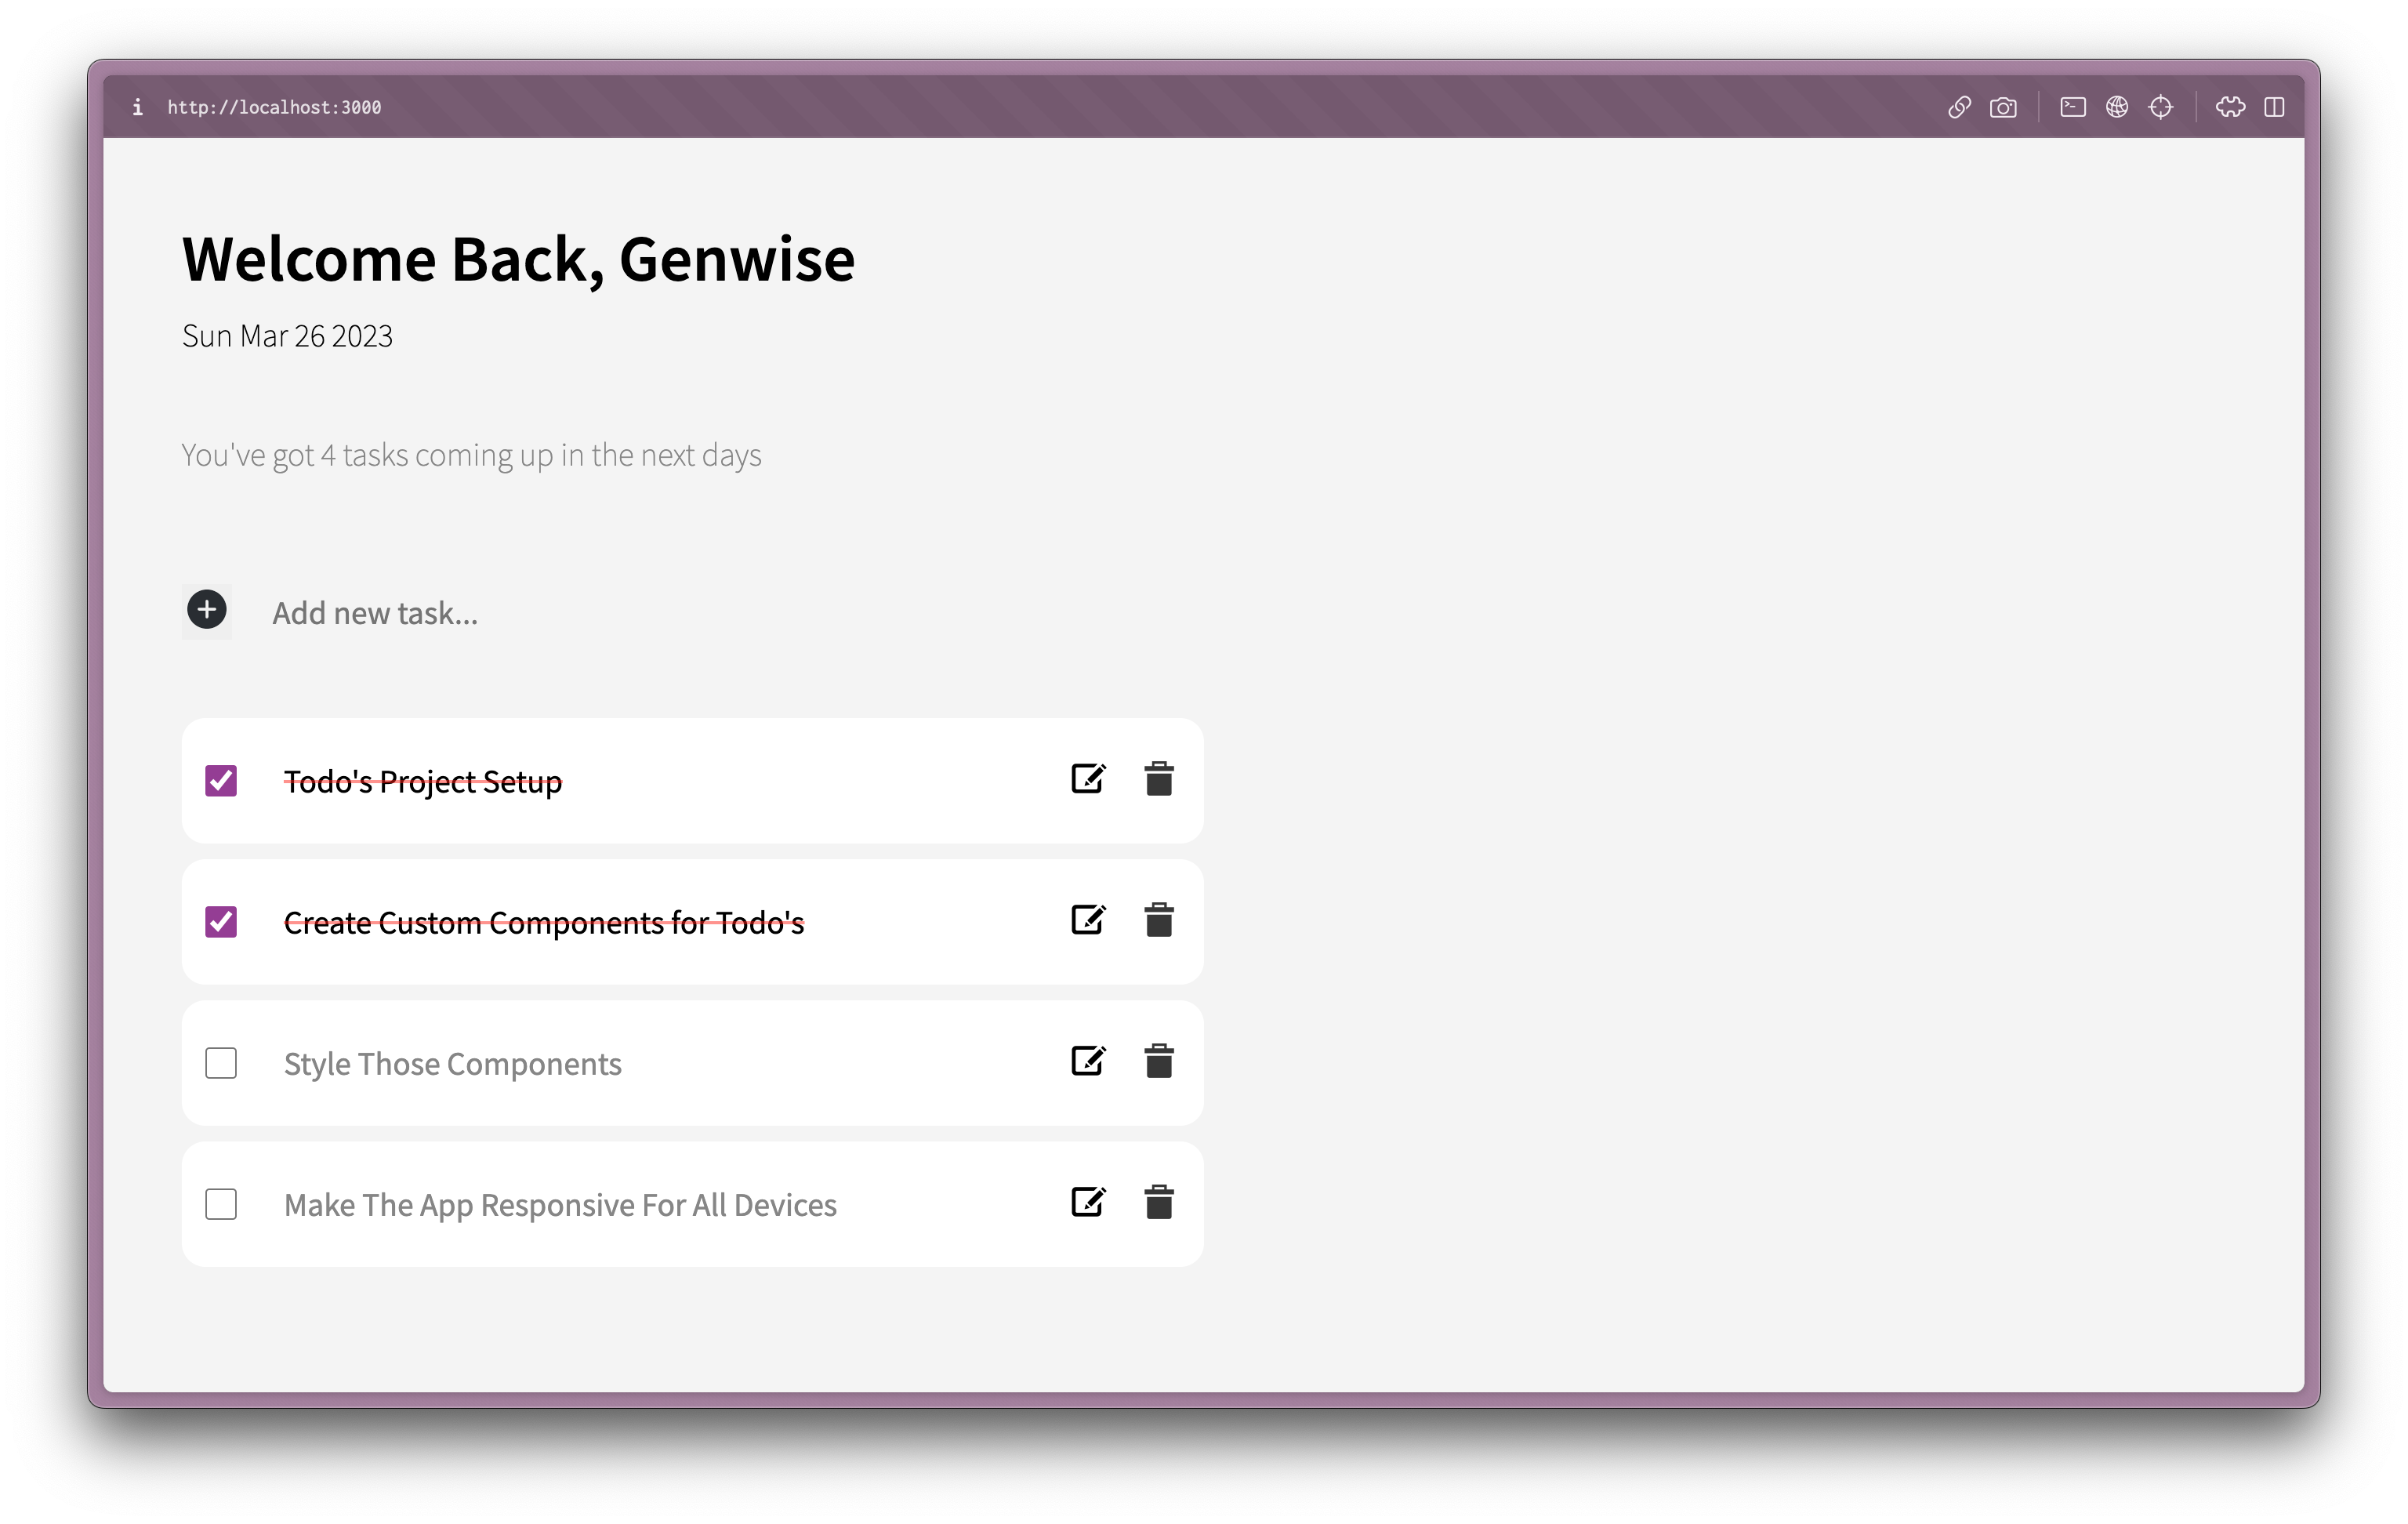 http://localhost:3000
Welcome Back, Genwise
Sun Mar 26 2023
You've got 4 tasks coming up in the next days
Add new task...
Todo's Project Setup
Create Custom Components for Todo's
Style Those Components
Make The App Responsive For All Devices